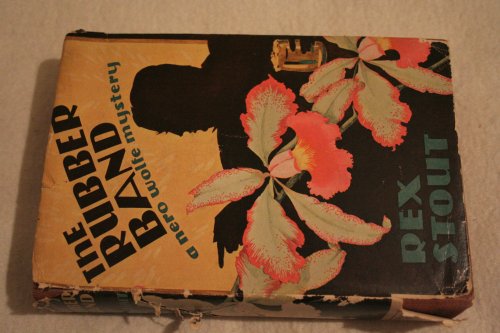 THE
RUBBER
BAND
a nero wolfe mystery
REX
STOUT